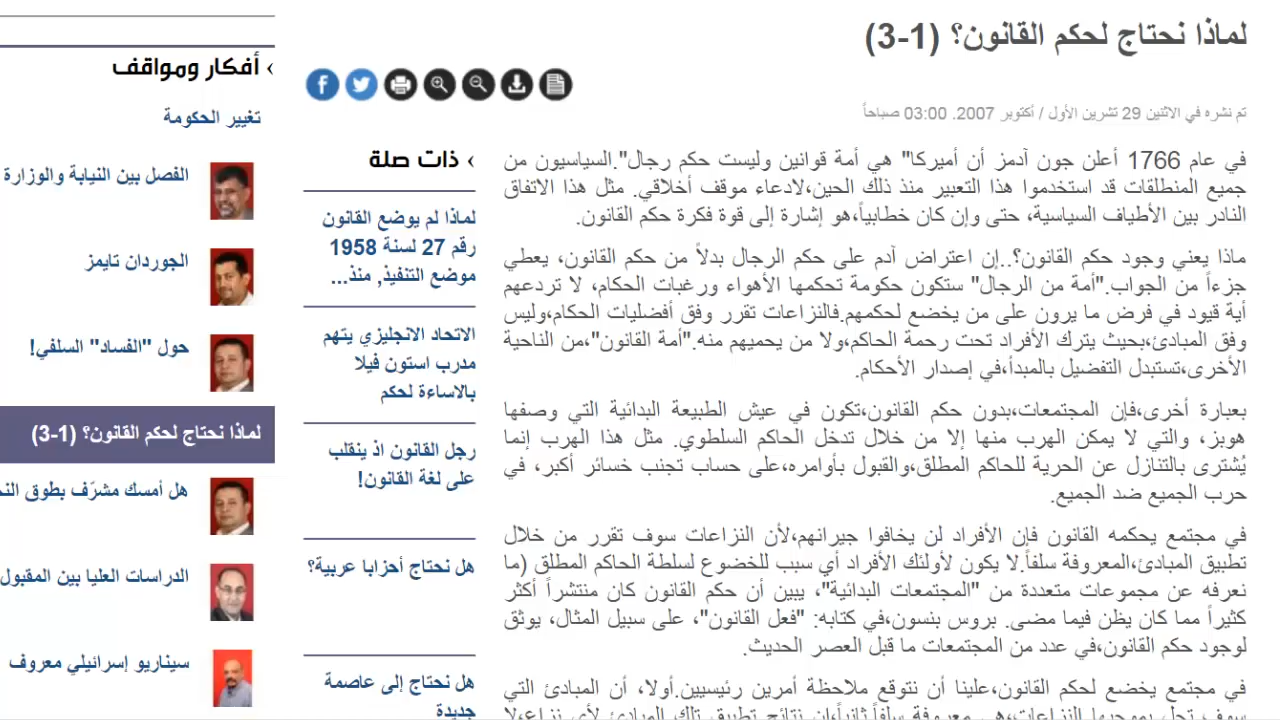 لماذا نحتاج لحكم القانون؟ (1-3)
تم نشره في الاثنين 29 تشرين الأول / أكتوبر 2007. 03:00 صباحاً
في عام 1766 أعلن جون آدمز أن أميركا" هي أمة قوانين وليست حكم رجال".السياسيون من
جميع المنطلقات قد استخدموا هذا التعبير منذ ذلك الحين،لادعاء موقف أخلاقي. مثل هذا الاتفاق
النادر بين الأطياف السياسية، حتى وإن كان خطابياً،هو إشارة إلى قوة فكرة حكم القانون.
ماذا يعني وجود حكم القانون؟..إن اعتراض آدم على حكم الرجال بدلاً من حكم القانون، يعطي
جزءاً من الجواب."أمة من الرجال" ستكون حكومة تحكمها الأهواء ورغبات الحكام، لا تردعهم
أية قيود في فرض ما يرون على من يخضع لحكمهم.فالنزاعات تقرر وفق أفضليات الحكام،وليس
وفق المبادئ،بحيث يترك الأفراد تحت رحمة الحاكم،ولا من يحميهم منه."أمة القانون"،من الناحية
الأخرى،تستبدل التفضيل بالمبدأ،في إصدار الأحكام.
بعبارة أخرى،فإن المجتمعات،بدون حكم القانون،تكون في عيش الطبيعة البدائية التي وصفها
هوبز، والتي لا يمكن الهرب منها إلا من خلال تدخل الحاكم السلطوي. مثل هذا الهرب إنما
يُشترى بالتنازل عن الحرية للحاكم المطلق،والقبول بأوامره،على حساب تجنب خسائر أكبر، في
حرب الجميع ضد الجميع.
في مجتمع يحكمه القانون فإن الأفراد لن يخافوا جيرانهم،لأن النزاعات سوف تقرر من خلال
تطبيق المبادئ،المعروفة سلفاً.لا يكون لأولئك الأفراد أي سبب للخضوع لسلطة الحاكم المطلق (ما
نعرفه عن مجموعات متعددة من "المجتمعات البدائية"، يبين أن حكم القانون كان منتشراً أكثر
كثيراً مما كان يظن فيما مضى. بروس بنسون،في كتابه: "فعل القانون"، على سبيل المثال، يوثق
لوجود حكم القانون،في عدد من المجتمعات ما قبل العصر الحديث.
في مجتمع يخضع لحكم القانون،علينا أن نتوقع ملاحظة أمرين رئيسيين.أولا، أن المبادئ التي
سوف تحل بموجبها النزاعات،هي معروفة سلفاً.ثانياً،إن نتائج تطبيق تلك المبادئ لأي نزاع،لا
ذات صلة
لماذا لم يوضع القانون
رقم 27 لسنة 1958
موضع التنفيذ, منذ...
الاتحاد الانجليزي يتهم
مدرب استون فيلا
بالاساءة لحكم
رجل القانون اذ ينقلب
على لغة القانون!
هل نحتاج أحزابا عربية؟
هل نحتاج إلى عاصمة
جديدة
أفكار ومواقف
تغيير الحكومة
الفصل بين النيابة والوزارة
الجوردان تايمز
حول "الفساد" السلفي!
لماذا نحتاج لحكم القانون؟ (1-3)
هل أمسك مشرّف بطوق
الدراسات العليا بين المقبول
سيناريو إسرائيلي معروف